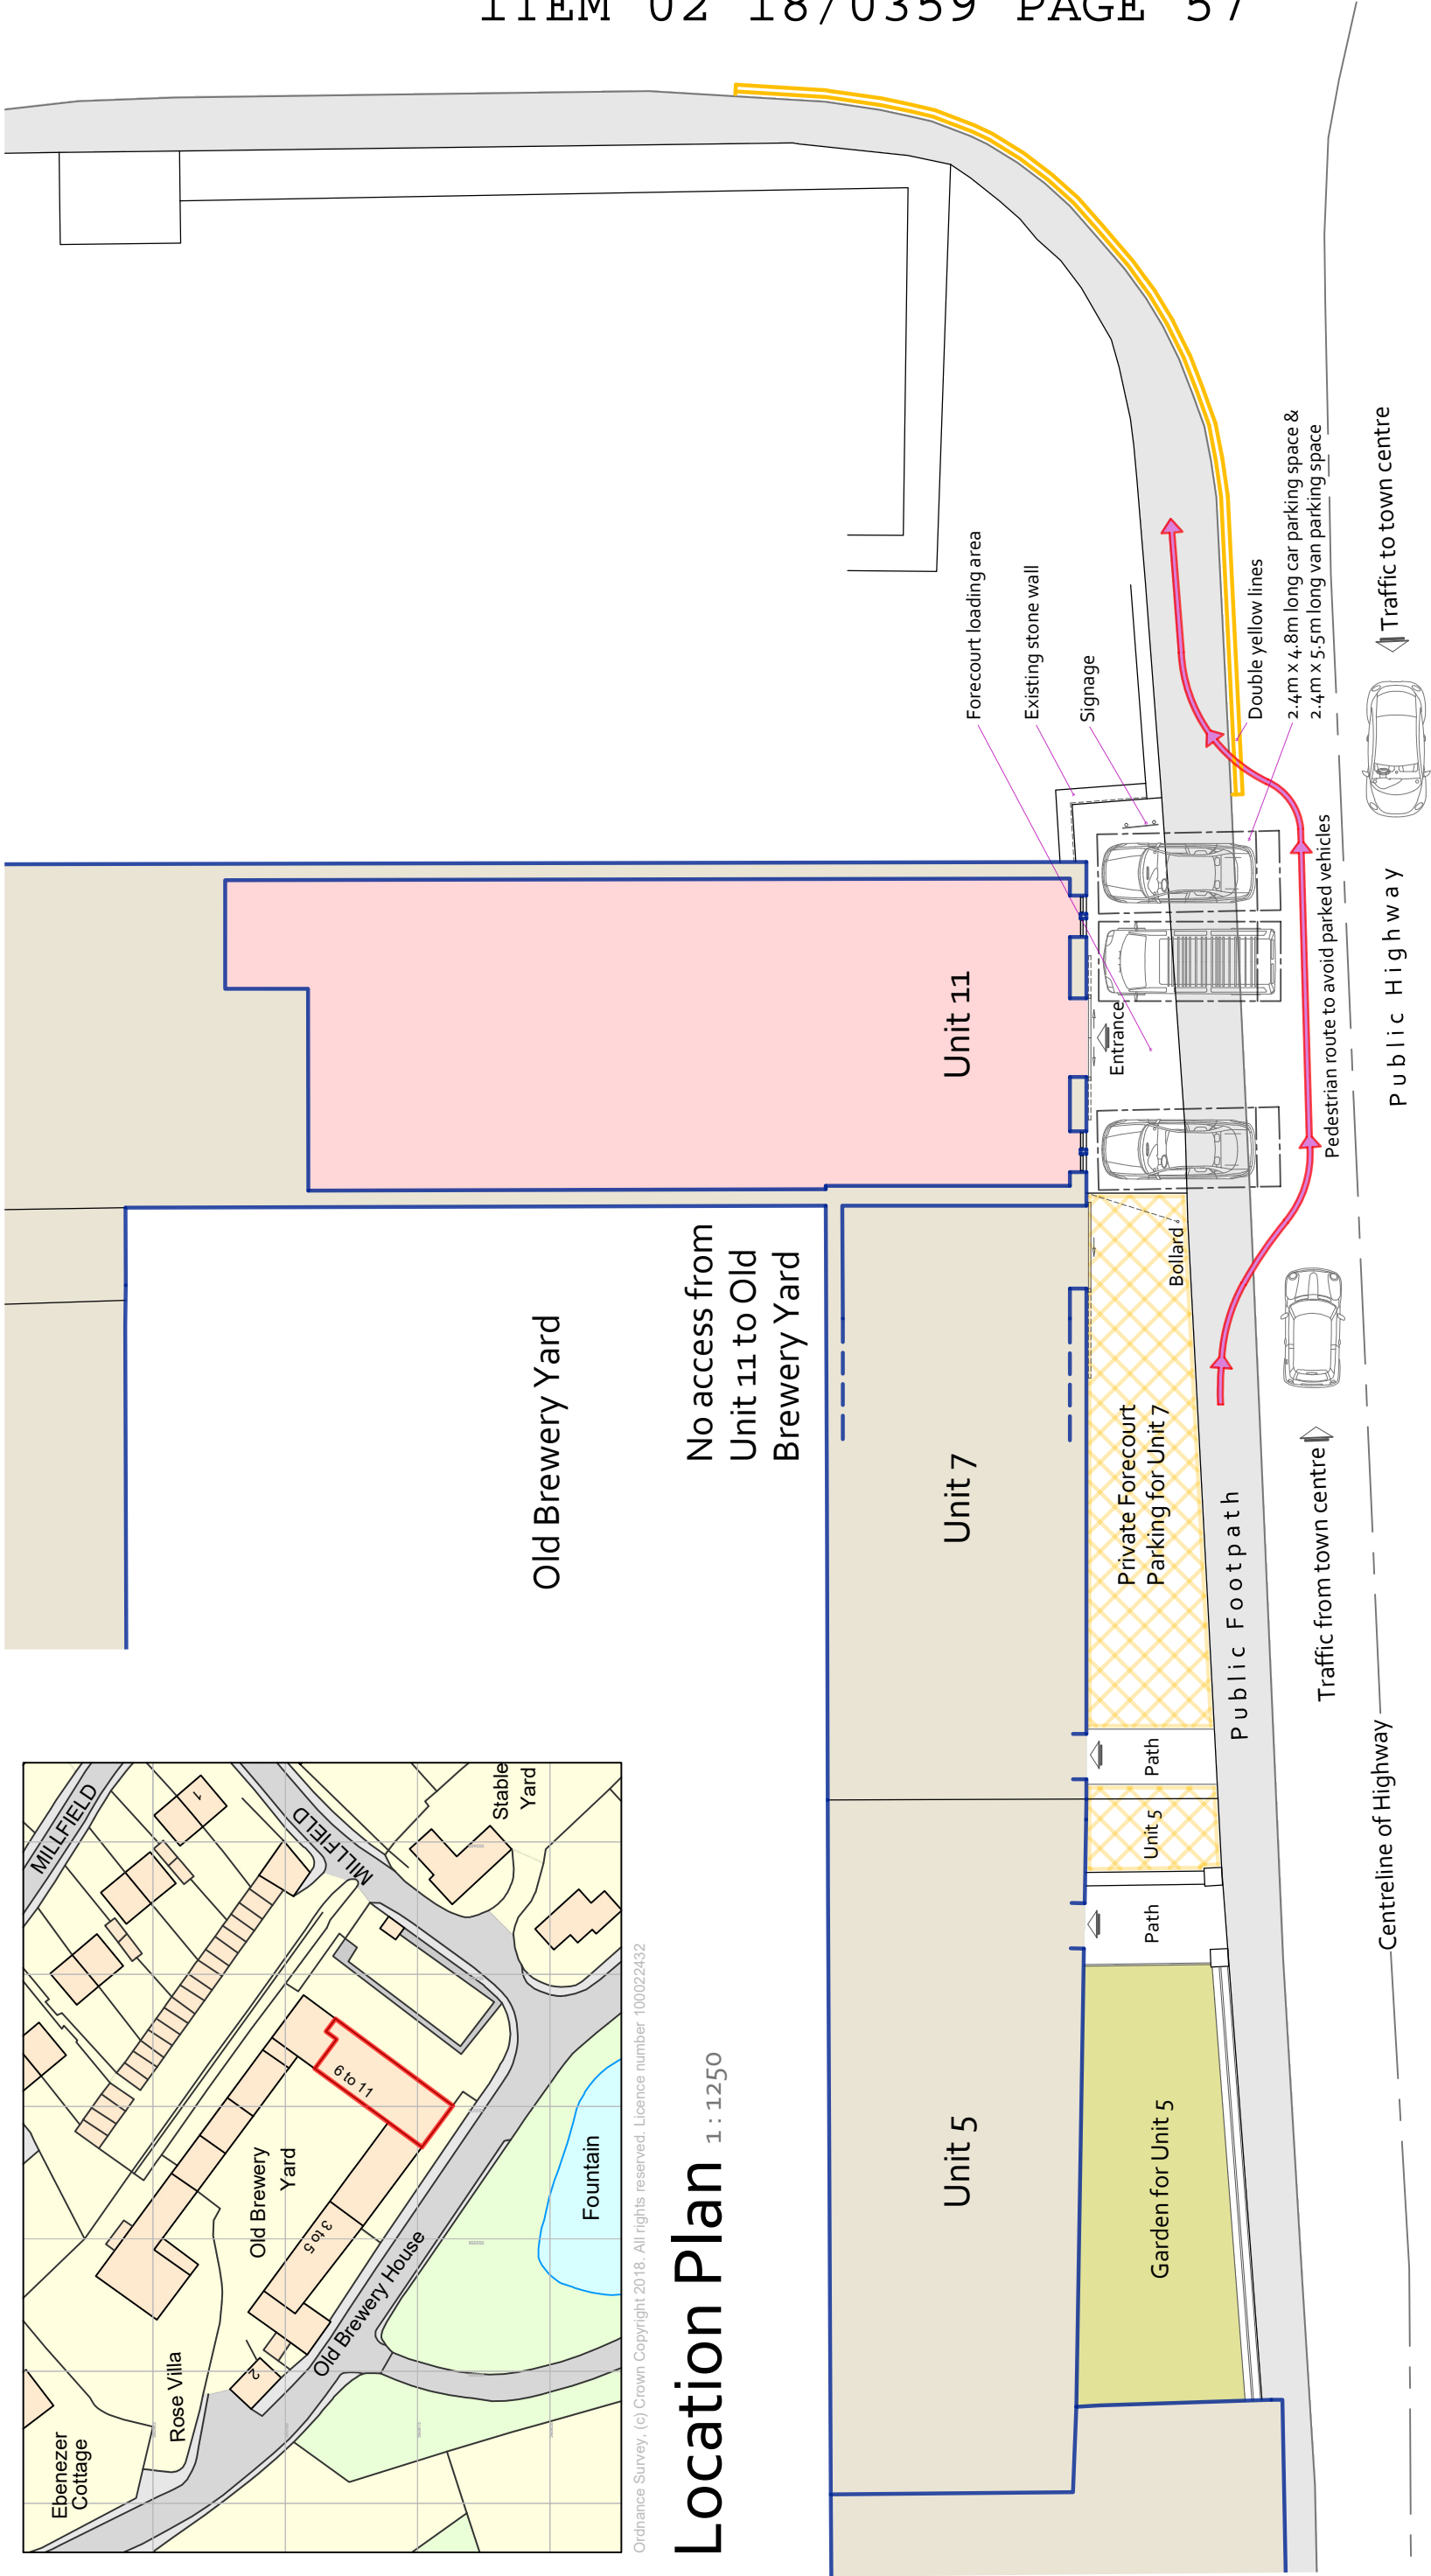 ITEM 02 18/0359 PAGE 57
MILLFIELD
MILLFIELD
1
Stable
Yard
6 to 11
Old Brewery
Yard
3 to 5
Old Brewery House
Fountain
Rose Villa
2
Ebenezer
Cottage
Ordnance Survey, (c) Crown Copyright 2018. All rights reserved. Licence number 100022432
Location Plan 1 : 1250
Old Brewery Yard
No access from
Unit 11 to Old
Brewery Yard
Unit 5
Unit 7
Unit 11
Forecourt loading area
Existing stone wall
Signage
Entrance
Garden for Unit 5
Path
Unit 5
Path
Private Forecourt
Parking for Unit 7
Bollard
Public Footpath
Double yellow lines
2.4m x 4.8m long car parking space &
2.4m x 5.5m long van parking space
Traffic from town centre
Pedestrian route to avoid parked vehicles
Centreline of Highway
Public Highway
Traffic to town centre